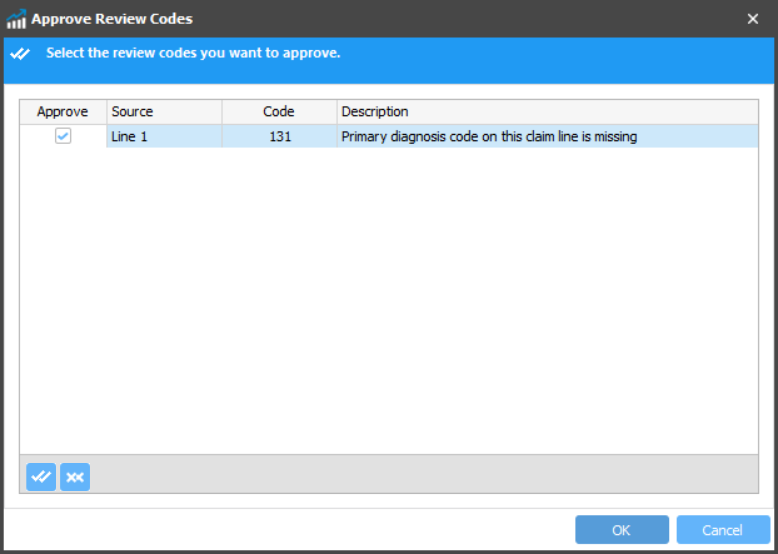 Approve Review Codes
Select the review codes you want to approve.
Approve Source Code Description
Line 1 131 Primary diagnosis code on this claim line is missing
OK Cancel